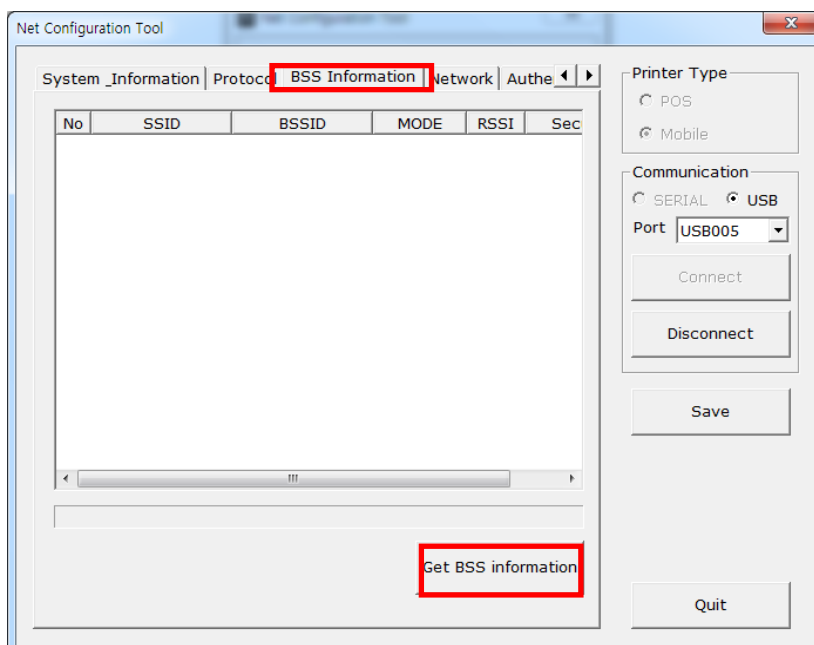 Net Configuration Tool
System _Information Protocol BSS Information Network Authe
No SSID BSSID MODE RSSI Sec
Get BSS information
Printer Type
POS
Mobile
Communication
SERIAL USB
Port USB005
Connect
Disconnect
Save
Quit